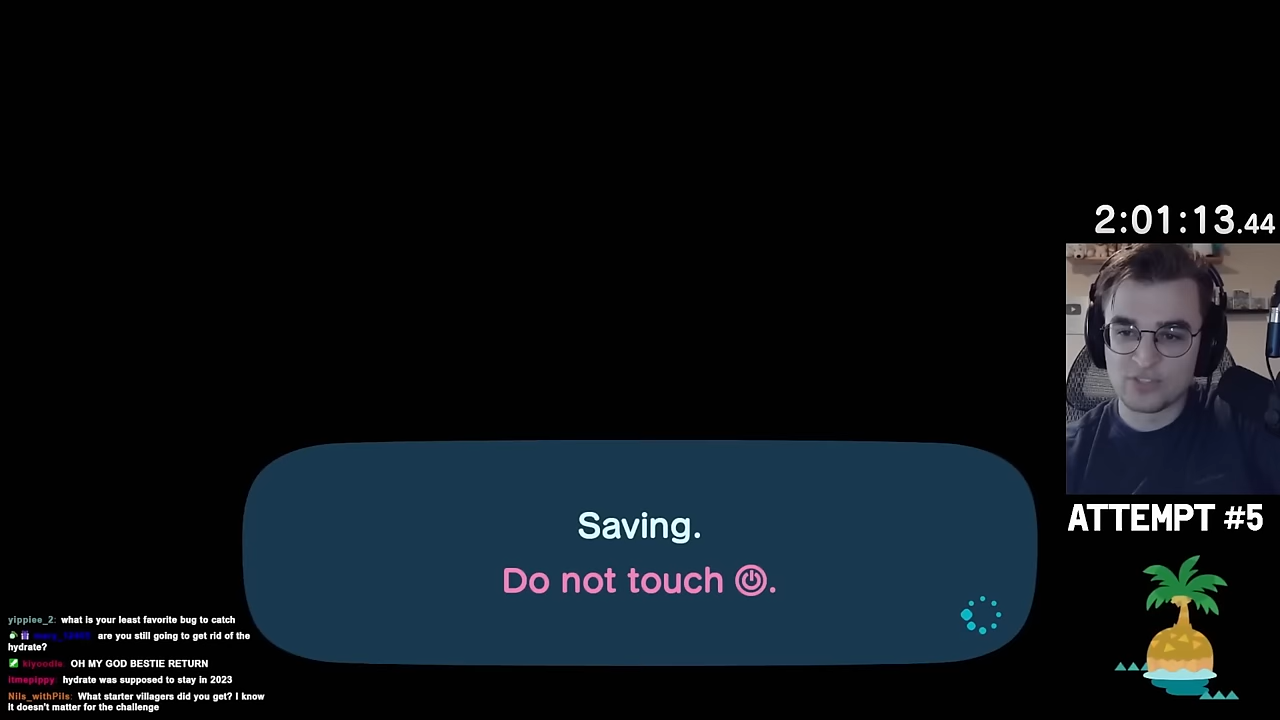 2:01:13.44
ATTEMPT #5
Saving.
Do not touch .
yippiee_2: what is your least favorite bug to catch
are you still going to get rid of the
hydrate?
kiyoodle: OH MY GOD BESTIE RETURN
itmepippy: hydrate was supposed to stay in 2023
Nils_withPils: What starter villagers did you get? I know
it doesn't matter for the challenge